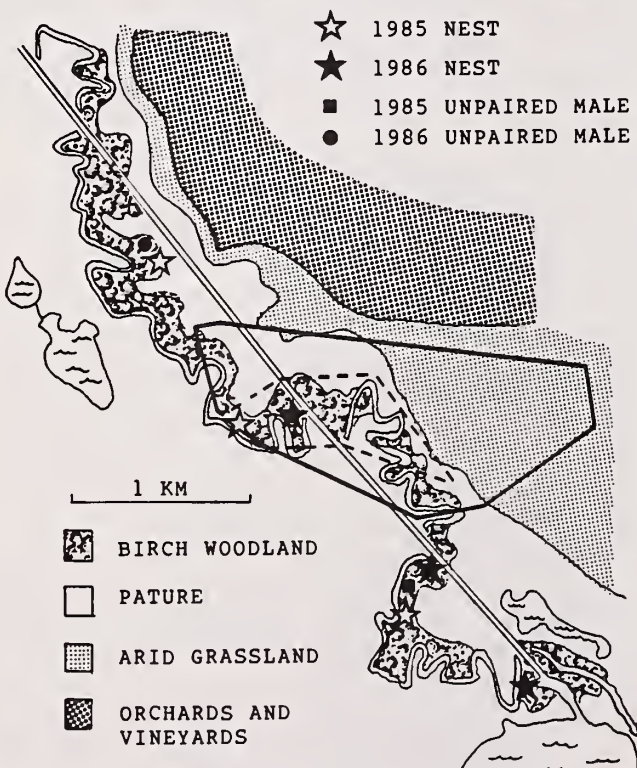 1985 NEST
1986 NEST
1985 UNPAIRED MALE
1986 UNPAIRED MALE
1 KM
BIRCH WOODLAND
PATURE
ARID GRASSLAND
ORCHARDS AND
VINEYARDS